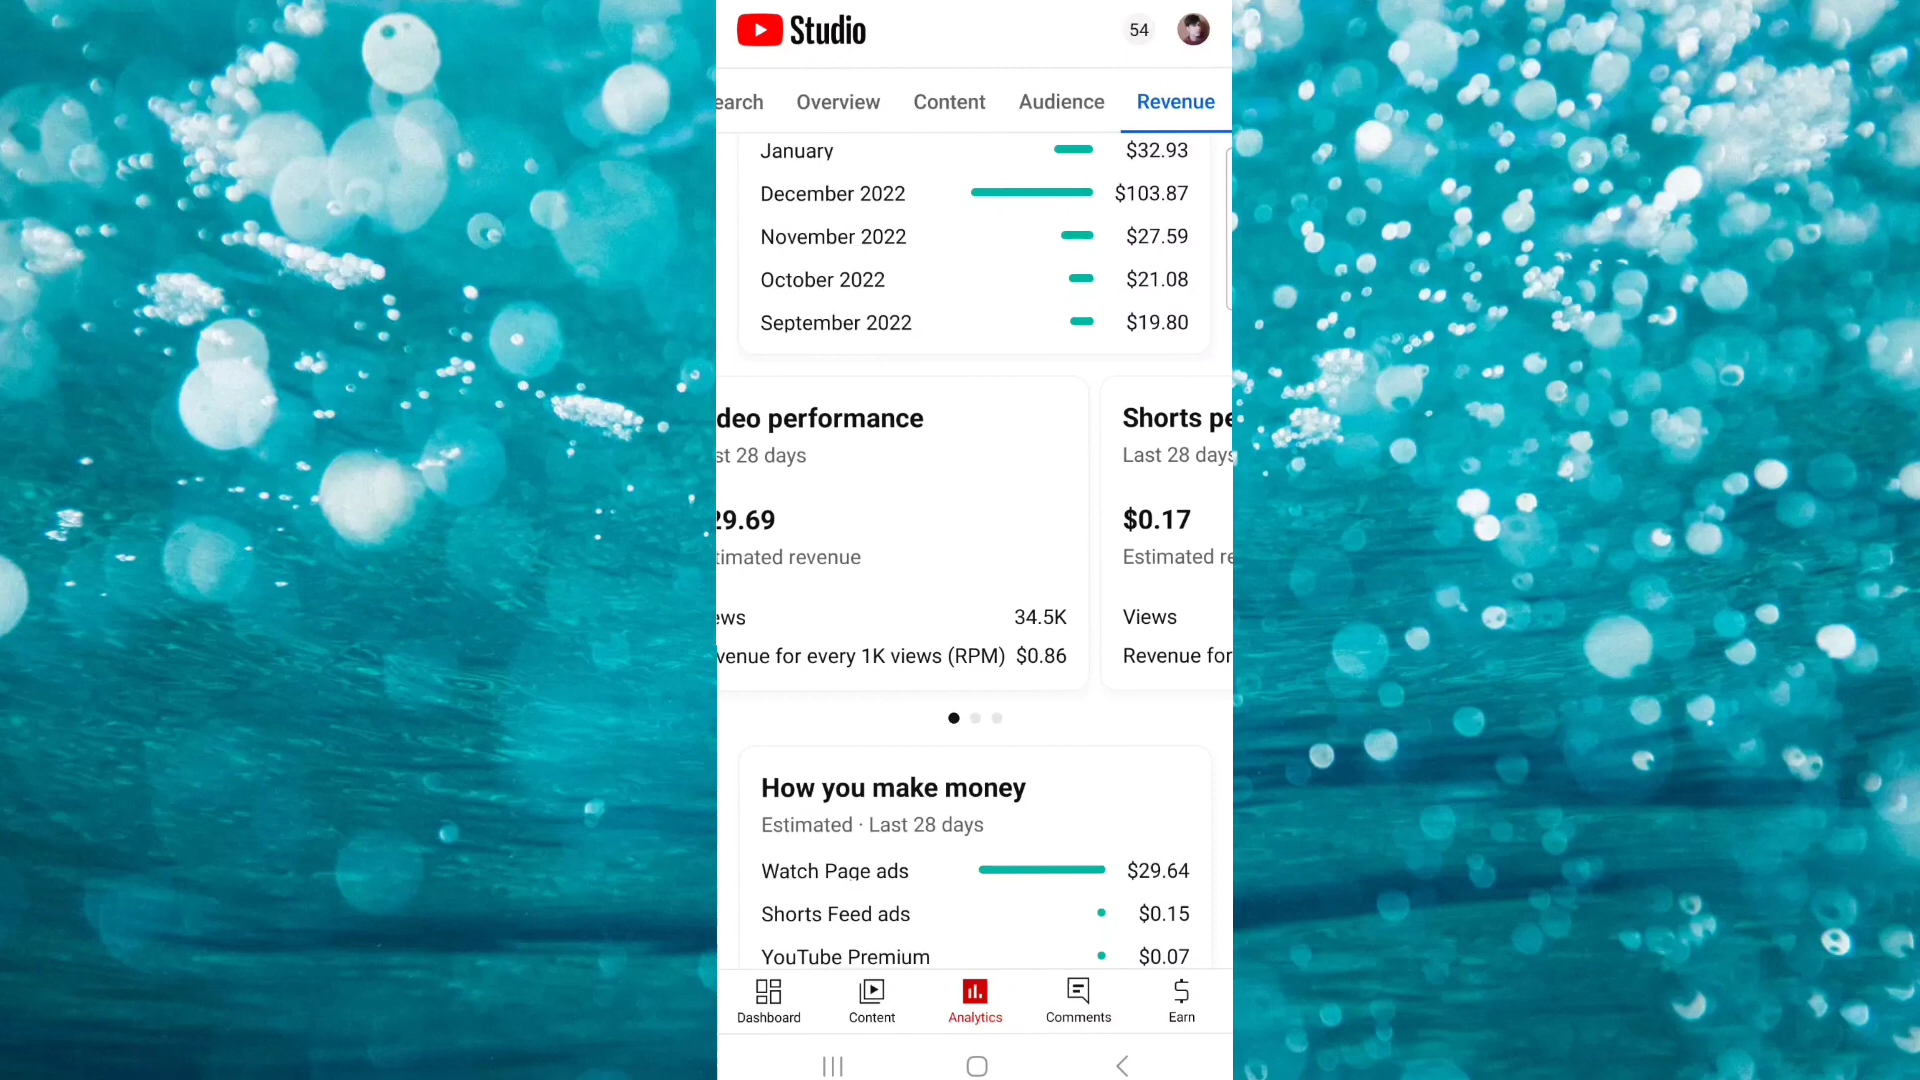 Studio
54
earch Overview Content Audience Revenue
January $32.93
December 2022 $103.87
November 2022 $27.59
October 2022 $21.08
September 2022 $19.80
deo performance
st 28 days
29.69
timated revenue
ews 34.5K
venue for every 1K views (RPM) $0.86
Shorts pe
Last 28 days
$0.17
Estimated re
Views
Revenue for
How you make money
Estimated · Last 28 days
Watch Page ads $29.64
Shorts Feed ads $0.15
YouTube Premium $0.07
Dashboard Content Analytics Comments Earn